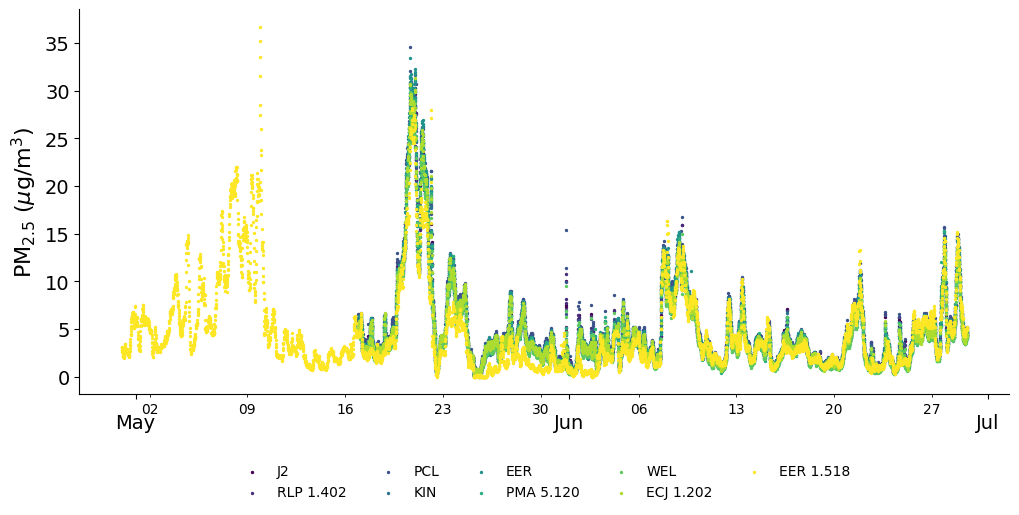 PM2.5 (μg/m3)
35
30
25
20
15
10
5
0
02 09 16 23 30 06 13 20 27
May Jun Jul
J2 PCL EER WEL EER 1.518
RLP 1.402 KIN PMA 5.120 ECJ 1.202